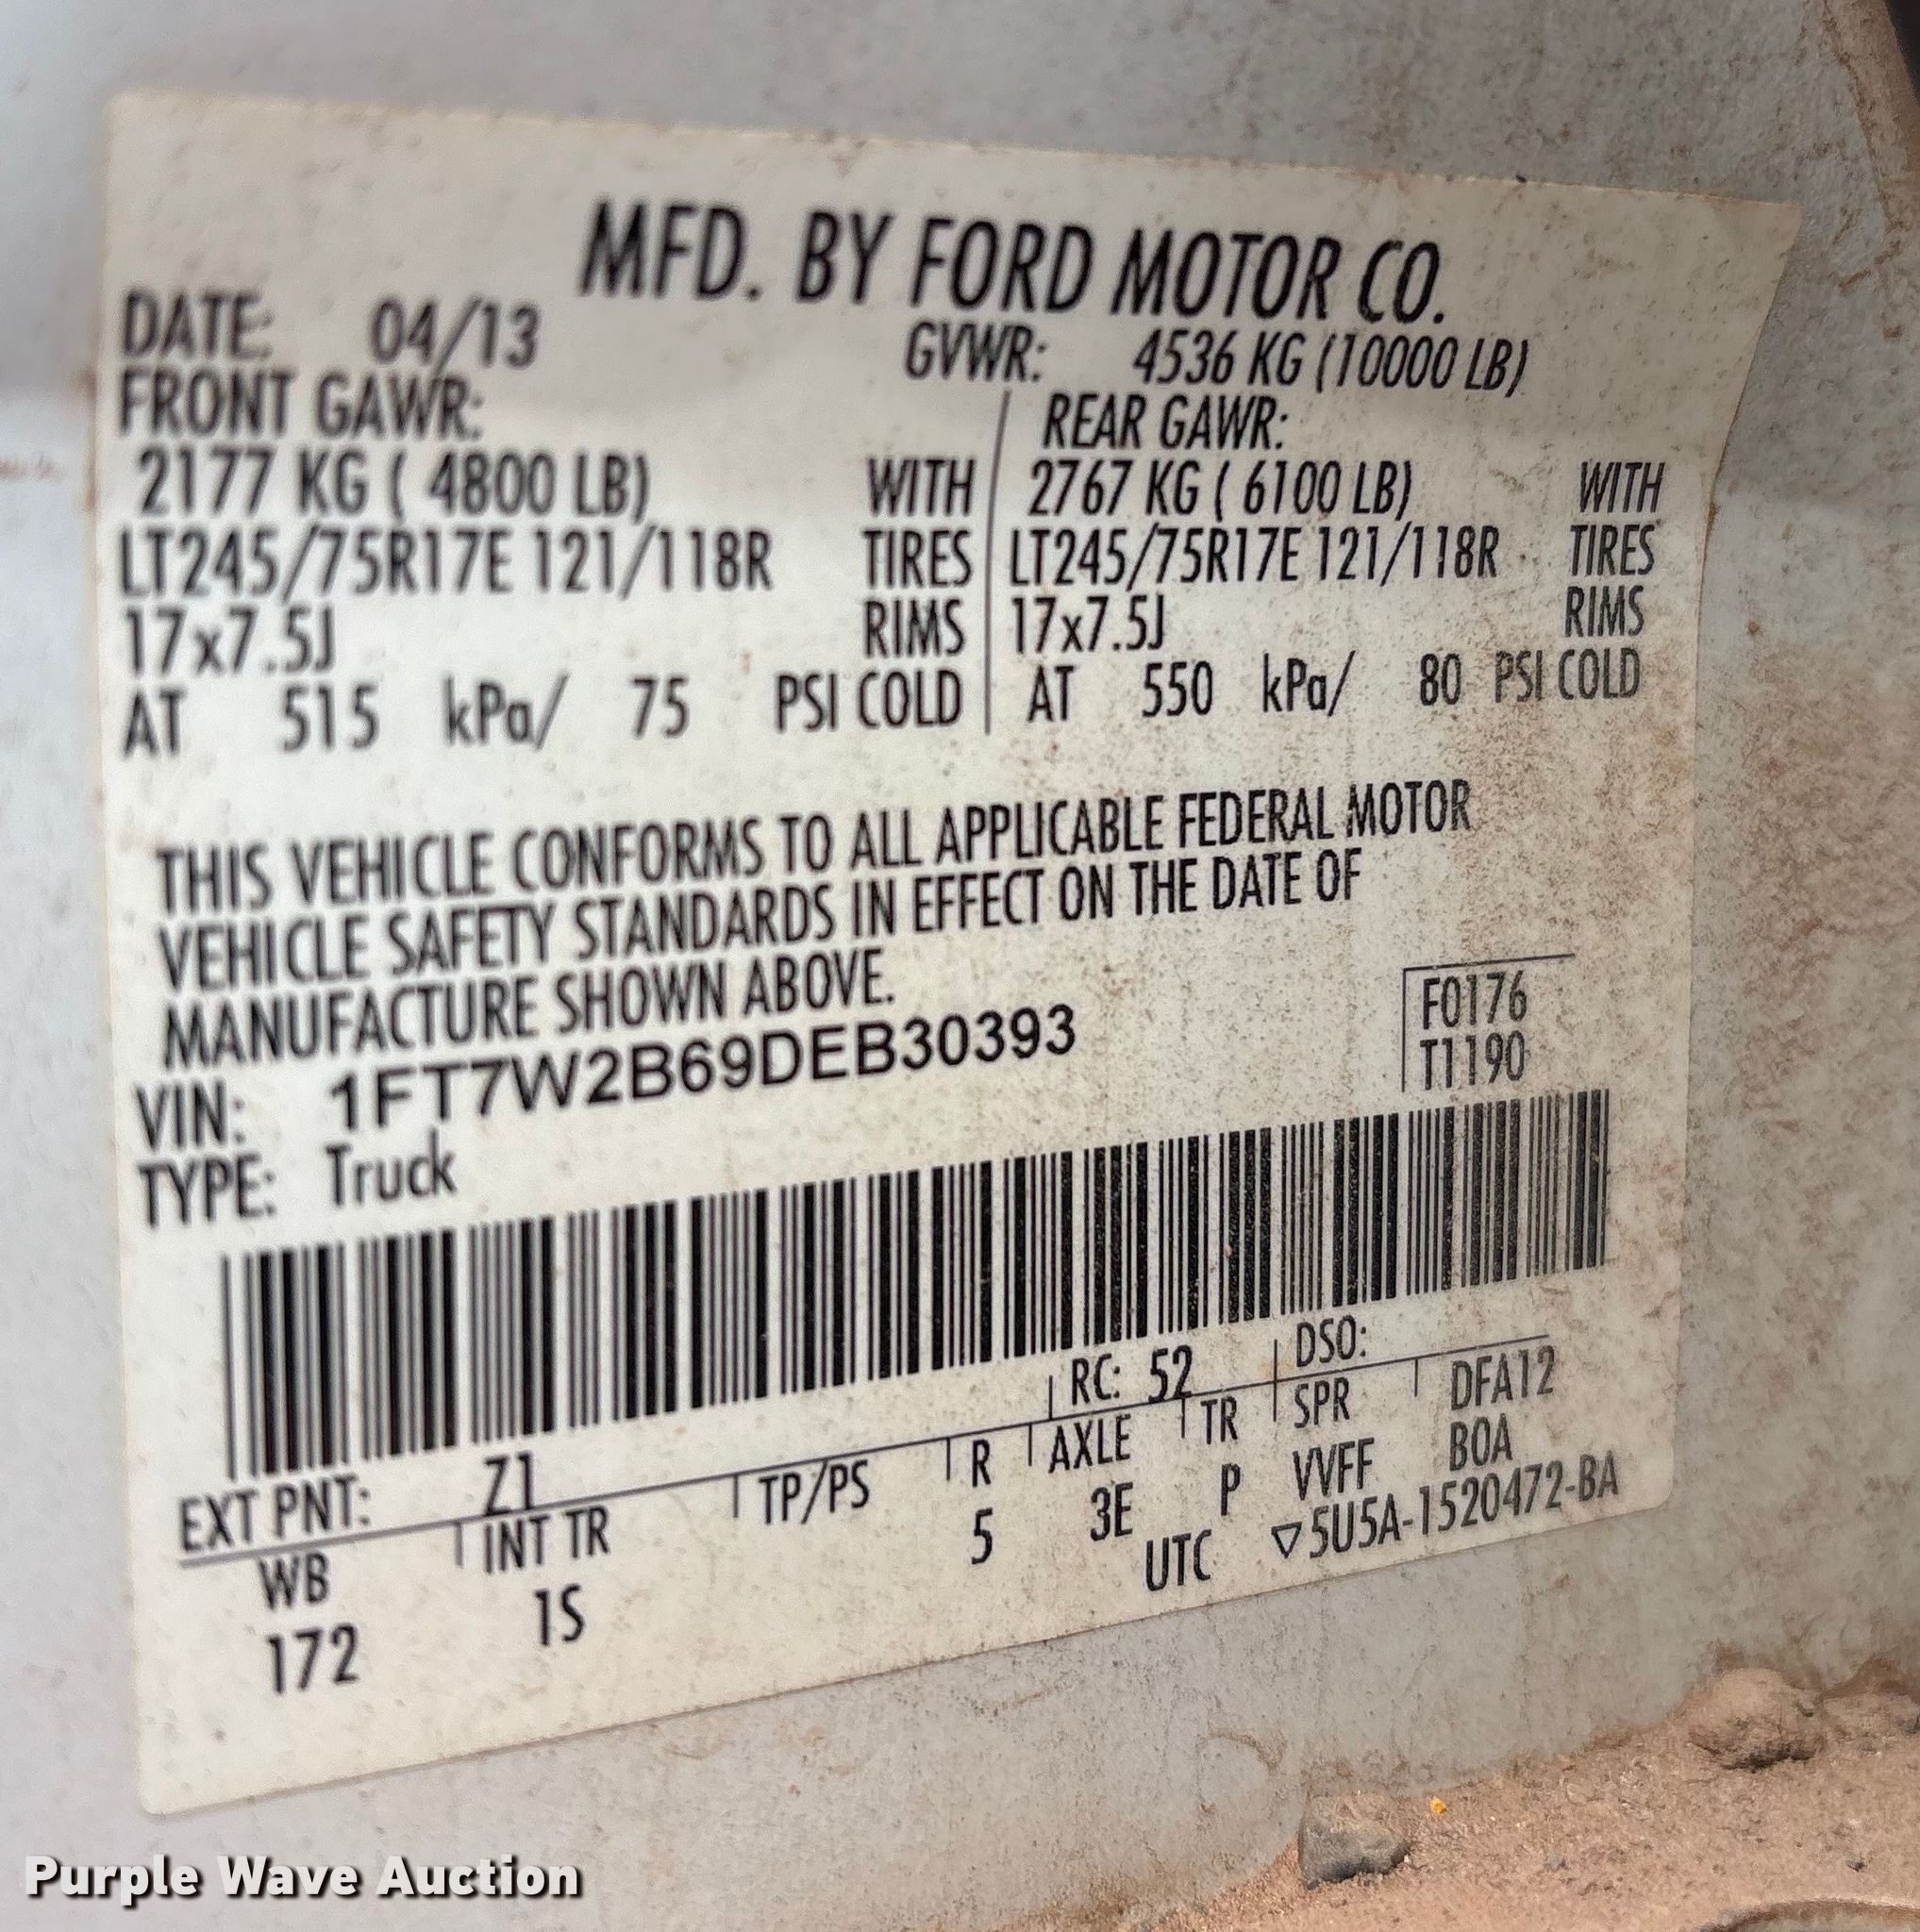 MFD. BY FORD MOTOR CO.
DATE: 04/13 GVWR: 4536 KG (10000 LB)
FRONT GAWR: REAR GAWR:
2177 KG ( 4800 LB) WITH 2767 KG ( 6100 LB) WITH
LT245/75R17E 121/118R TIRES LT245/75R17E 121/118R TIRES
17x7.5J RIMS 17x7.5J RIMS
AT 515 kPa/ 75 PSI COLD AT 550 kPa/ 80 PSI COLD
THIS VEHICLE CONFORMS TO ALL APPLICABLE FEDERAL MOTOR
VEHICLE SAFETY STANDARDS IN EFFECT ON THE DATE OF
MANUFACTURE SHOWN ABOVE.
F0176
VIN: 1FT7W2B69DEB30393
T1190
TYPE: Truck
EXT PNT: Z1 RC: 52 DSO:
WB INT TR TP/PS R AXLE TR SPR DFA12
172 1S 5 3E P VVFF BOA
UTC ▽5U5A-1520472-BA
Purple Wave Auction